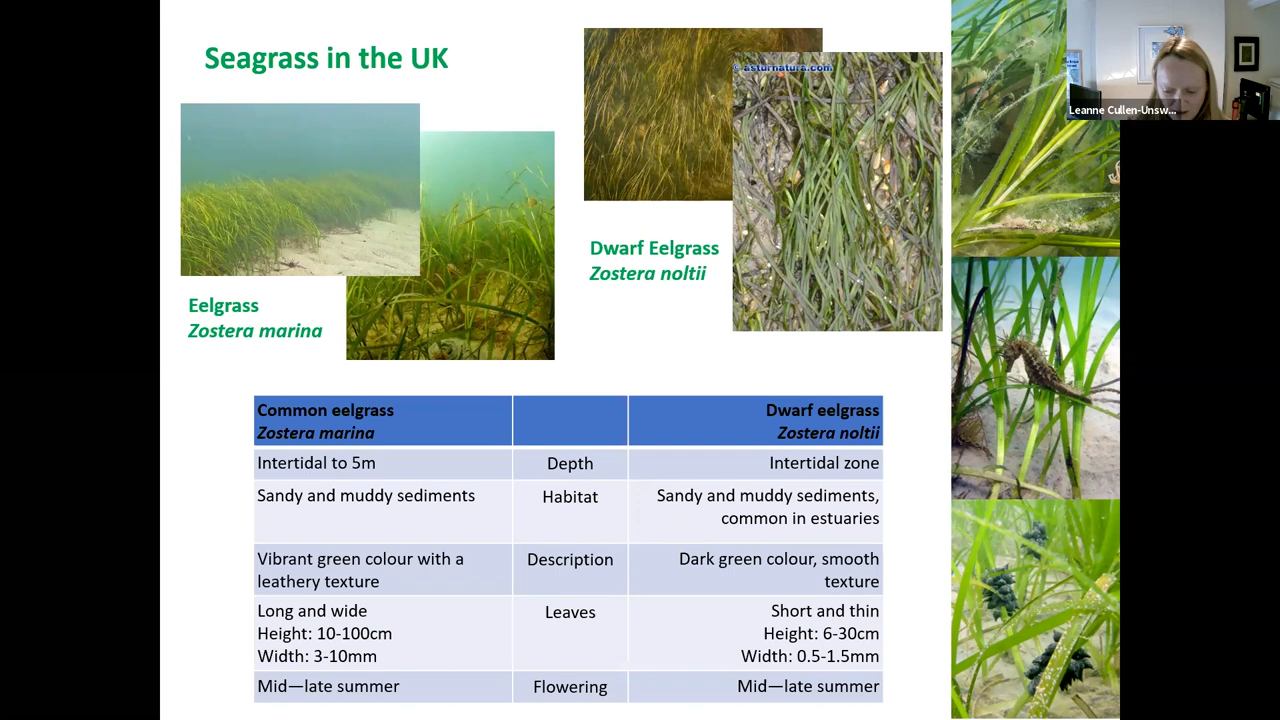 Seagrass in the UK
© asturnatura.com
Leanne Cullen-Unsw...
Dwarf Eelgrass
Zostera noltii
Eelgrass
Zostera marina
Common eelgrass
Zostera marina
Dwarf eelgrass
Zostera noltii
Intertidal to 5m
Depth
Intertidal zone
Sandy and muddy sediments
Habitat
Sandy and muddy sediments,
common in estuaries
Vibrant green colour with a
leathery texture
Description
Dark green colour, smooth
texture
Long and wide
Height: 10-100cm
Width: 3-10mm
Leaves
Short and thin
Height: 6-30cm
Width: 0.5-1.5mm
Mid—late summer
Flowering
Mid—late summer